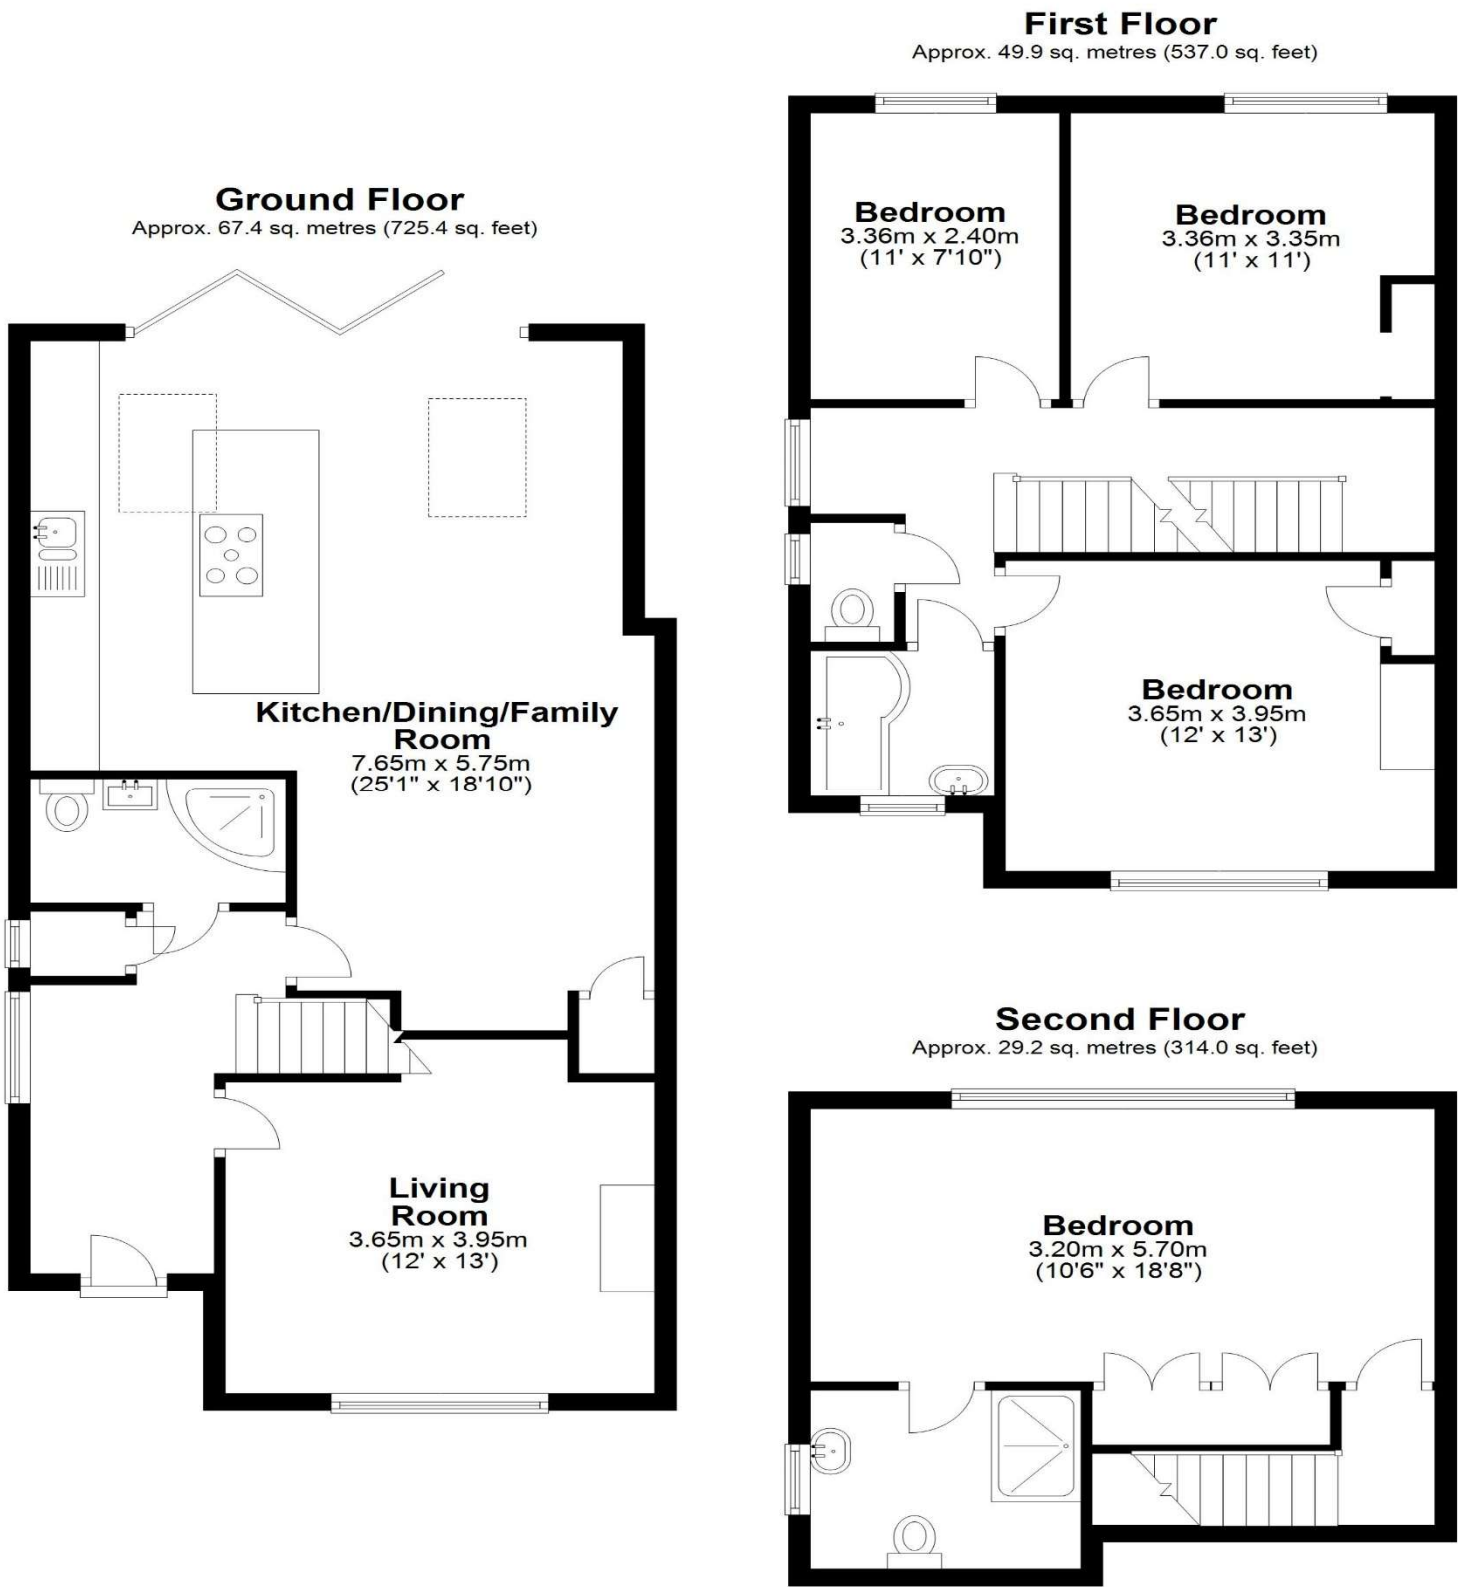 Ground Floor
Approx. 67.4 sq. metres (725.4 sq. feet)
Kitchen/Dining/Family
Room
7.65m x 5.75m
(25'1" x 18'10")
Living
Room
3.65m x 3.95m
(12' x 13')
First Floor
Approx. 49.9 sq. metres (537.0 sq. feet)
Bedroom
3.36m x 2.40m
(11' x 7'10")
Bedroom
3.36m x 3.35m
(11' x 11')
Bedroom
3.65m x 3.95m
(12' x 13')
Second Floor
Approx. 29.2 sq. metres (314.0 sq. feet)
Bedroom
3.20m x 5.70m
(10'6" x 18'8")